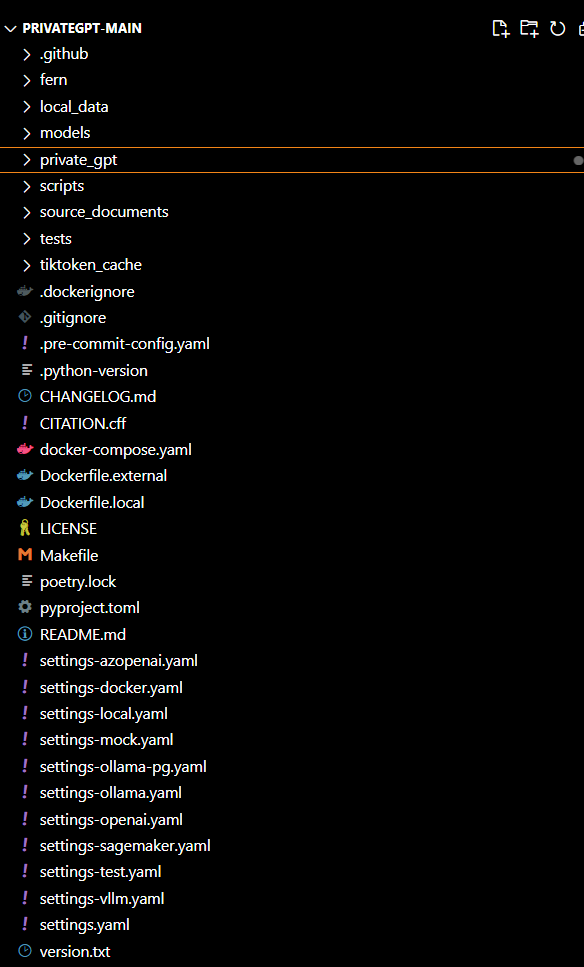 PRIVATEGPT-MAIN
.github
fern
local_data
models
private_gpt
scripts
source_documents
tests
tiktoken_cache
.dockerignore
.gitignore
.pre-commit-config.yaml
.python-version
CHANGELOG.md
CITATION.cff
docker-compose.yaml
Dockerfile.external
Dockerfile.local
LICENSE
Makefile
poetry.lock
pyproject.toml
README.md
settings-azopenai.yaml
settings-docker.yaml
settings-local.yaml
settings-mock.yaml
settings-ollama-pg.yaml
settings-ollama.yaml
settings-openai.yaml
settings-sagemaker.yaml
settings-test.yaml
settings-vllm.yaml
settings.yaml
version.txt